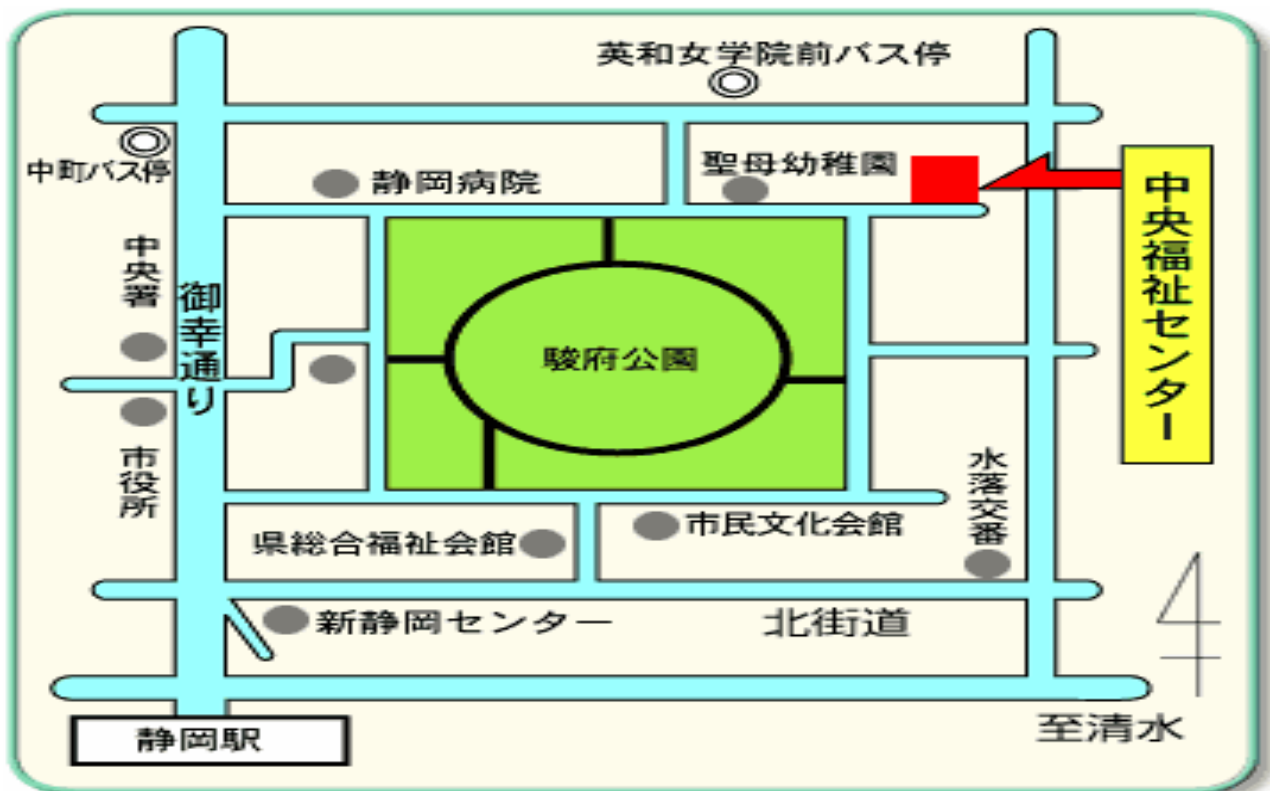 英和女学院前バス停
中町バス停
静岡病院
聖母幼稚園
中央福祉センター
中央署
御幸通り
駿府公園
市役所
水落交番
県総合福祉会館
市民文化会館
新静岡センター
北街道
静岡駅
至清水